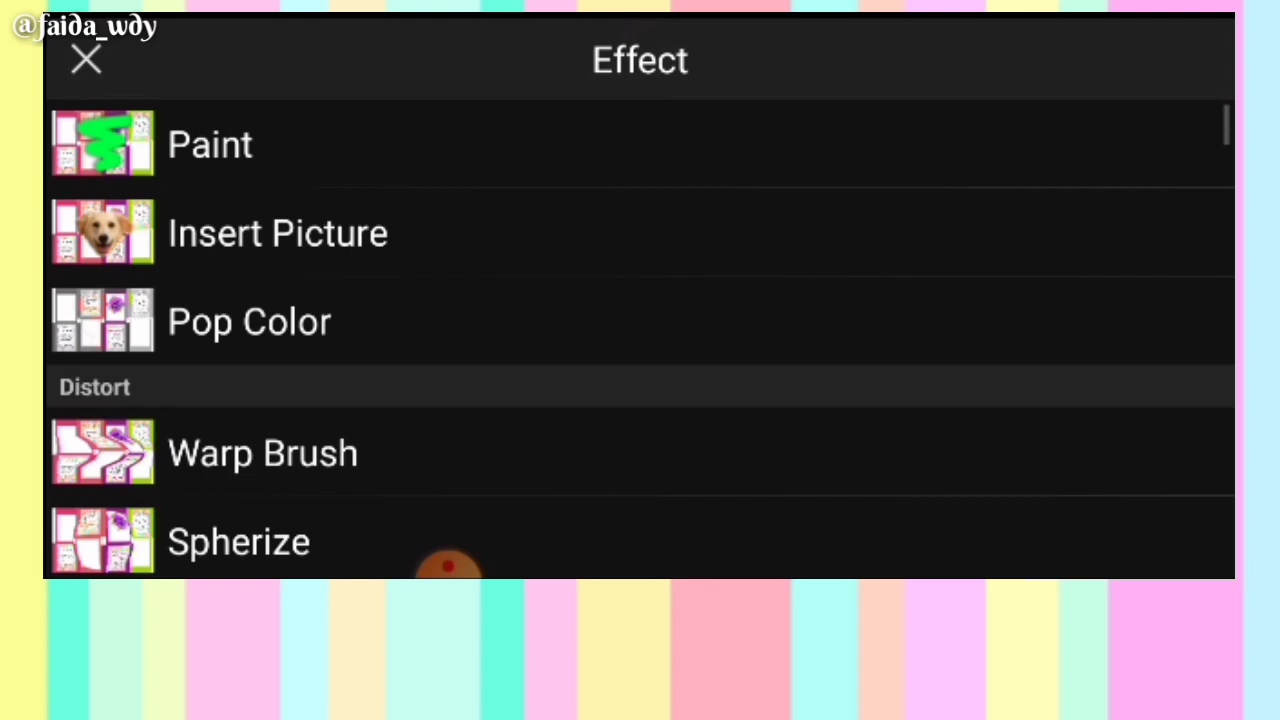 @faida_wdy
Effect
Paint
Insert Picture
Pop Color
Distort
Warp Brush
Spherize